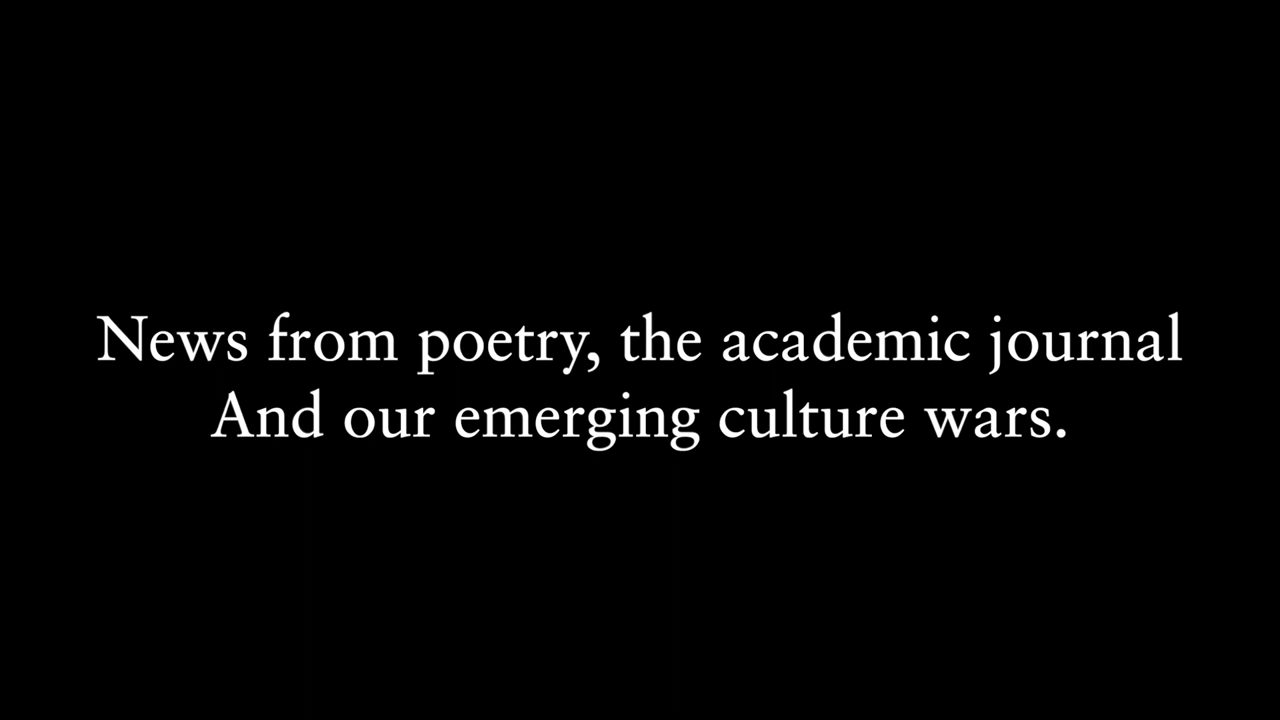 News from poetry, the academic journal
And our emerging culture wars.